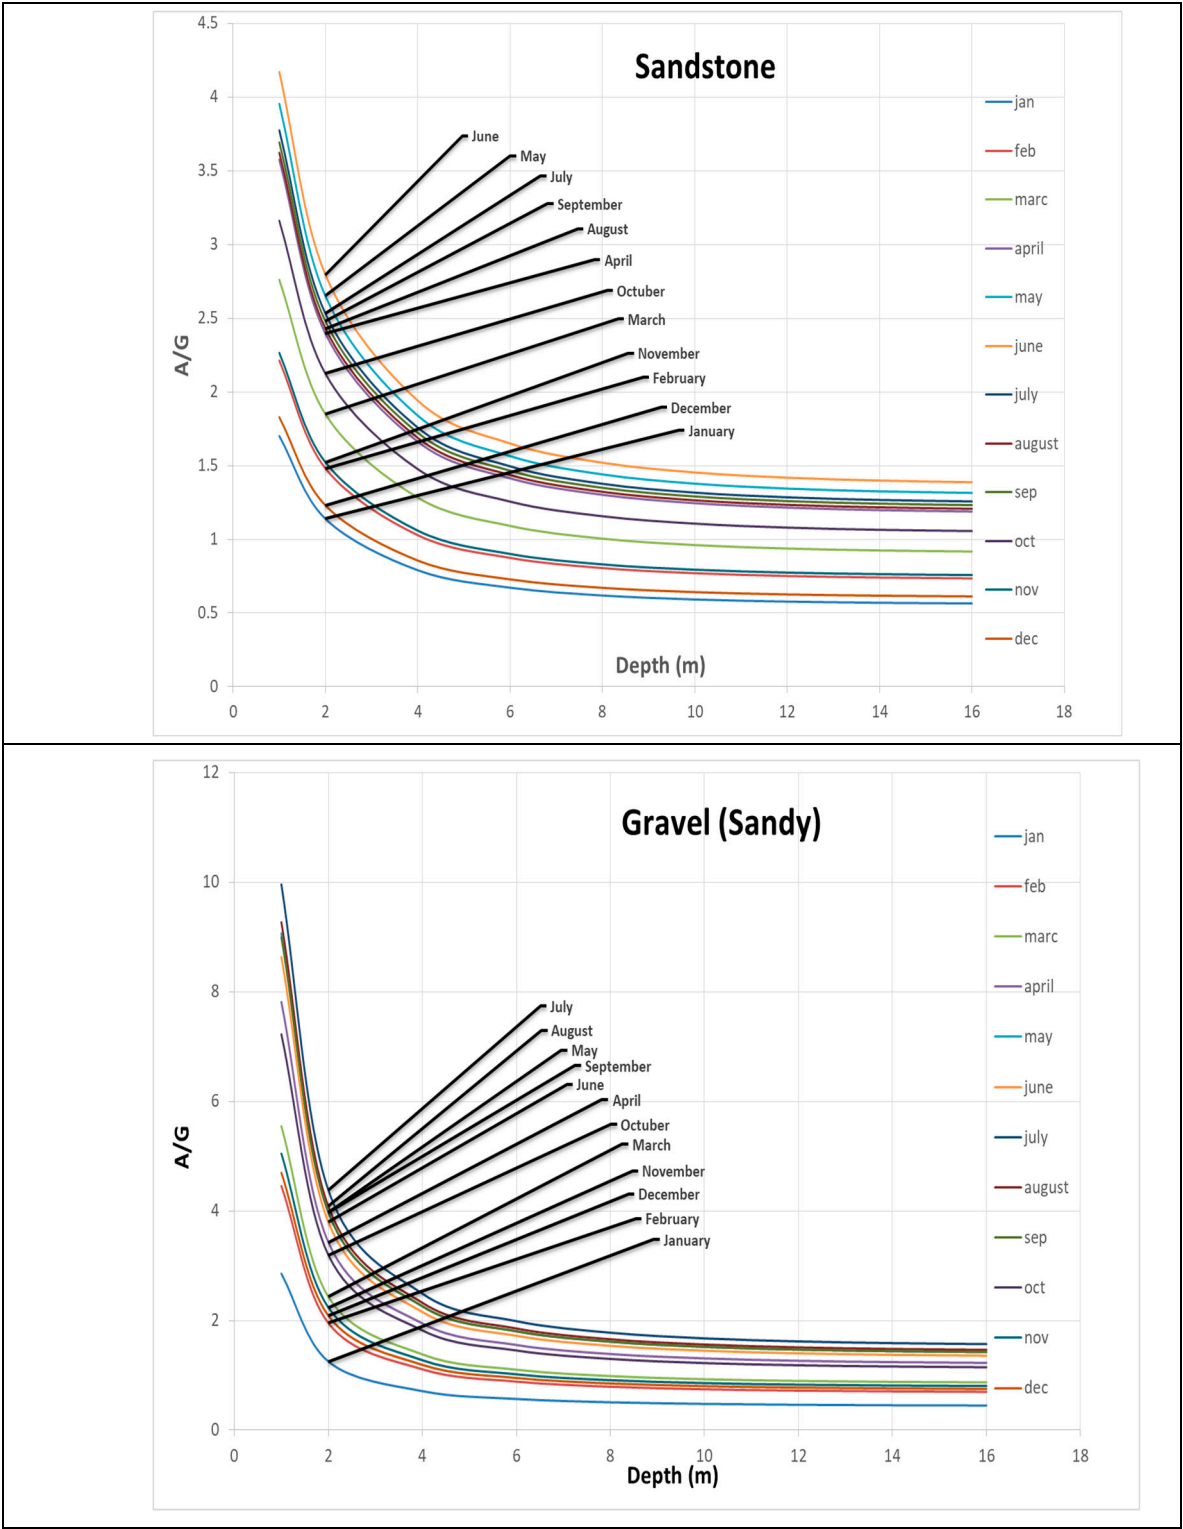 4.5
Sandstone
4
jan
June
feb
May
3.5
July
marc
September
August
3
april
April
Octuber
may
March
2.5
june
A/G
November
February
2
july
December
January
august
1.5
sep
oct
1
nov
0.5
dec
Depth (m)
0
0 2 4 6 8 10 12 14 16 18
12
Gravel (Sandy)
jan
10
feb
marc
8
april
July
August
may
May
September
June
june
6
April
Octuber
july
A/G
March
November
august
December
4
February
sep
January
oct
2
nov
dec
0
0 2 4 6 8 10 12 14 16 18
Depth (m)